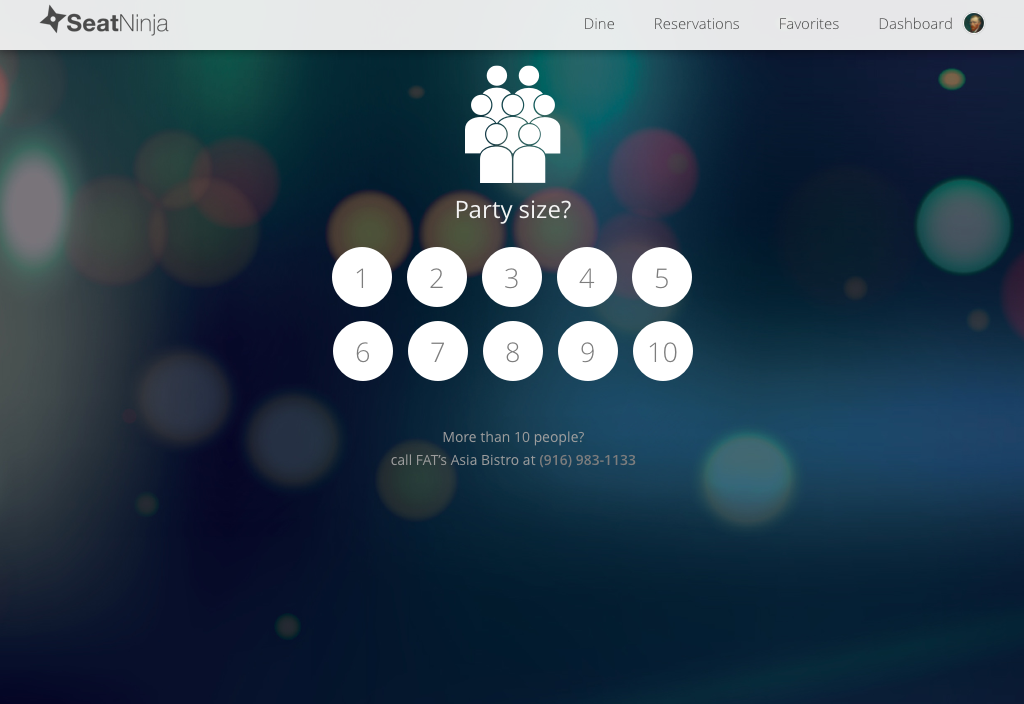 SeatNinja
Dine Reservations Favorites Dashboard
Party size?
1 2 3 4 5
6 7 8 9 10
More than 10 people?
call FAT's Asia Bistro at (916) 983-1133